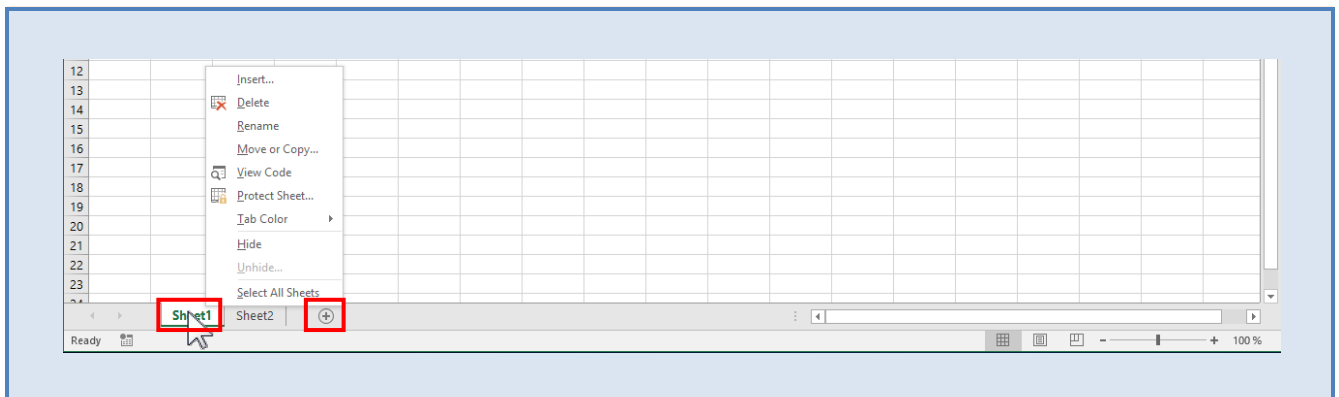 12
13
14
15
16
17
18
19
20
21
22
23
24
Insert...
Delete
Rename
Move or Copy...
View Code
Protect Sheet...
Tab Color
Hide
Unhide...
Select All Sheets
Sheet1 Sheet2
Ready 100 %